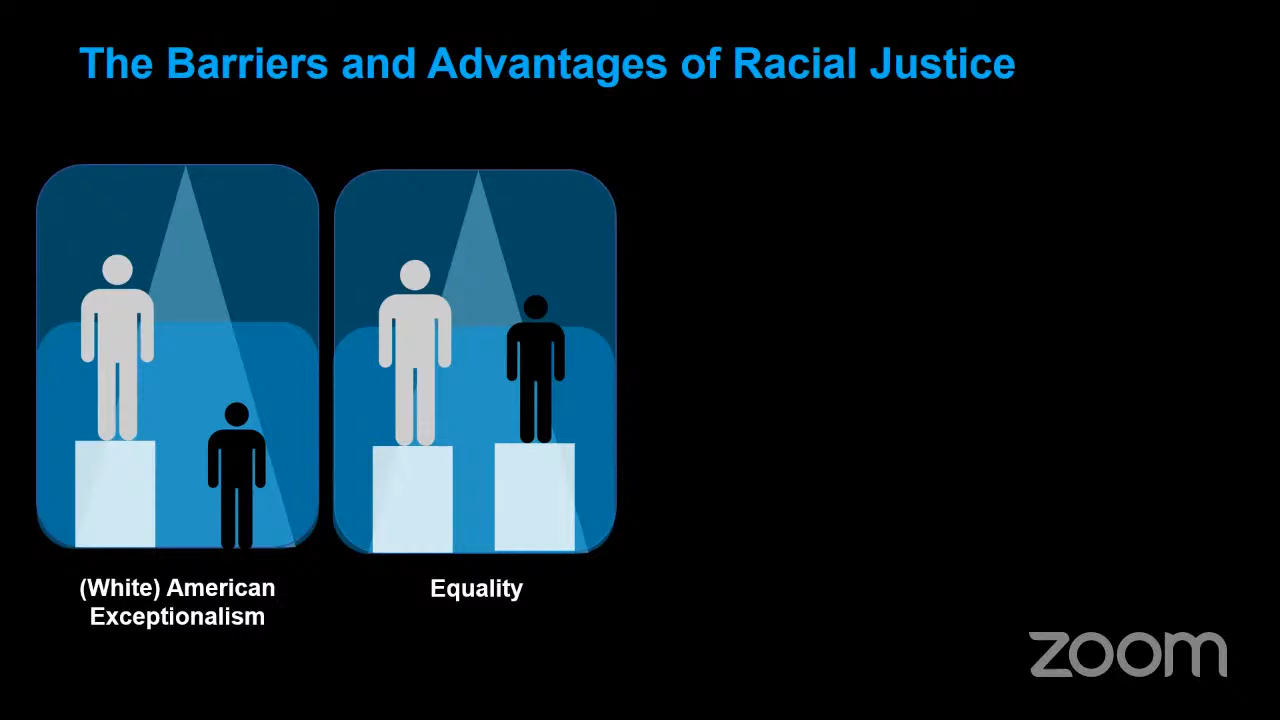 The Barriers and Advantages of Racial Justice
(White) American
Exceptionalism
Equality
zoom